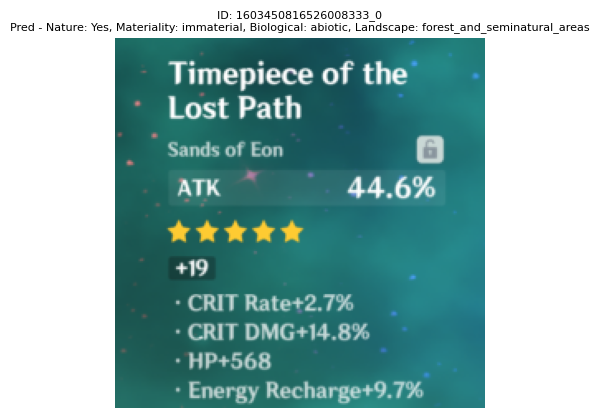 ID: 1603450816526008333_0
Pred - Nature: Yes, Materiality: immaterial, Biological: abiotic, Landscape: forest_and_seminatural_areas
Timepiece of the
Lost Path
Sands of Eon
ATK 44.6%
+19
· CRIT Rate+2.7%
· CRIT DMG+14.8%
· HP+568
· Energy Recharge+9.7%